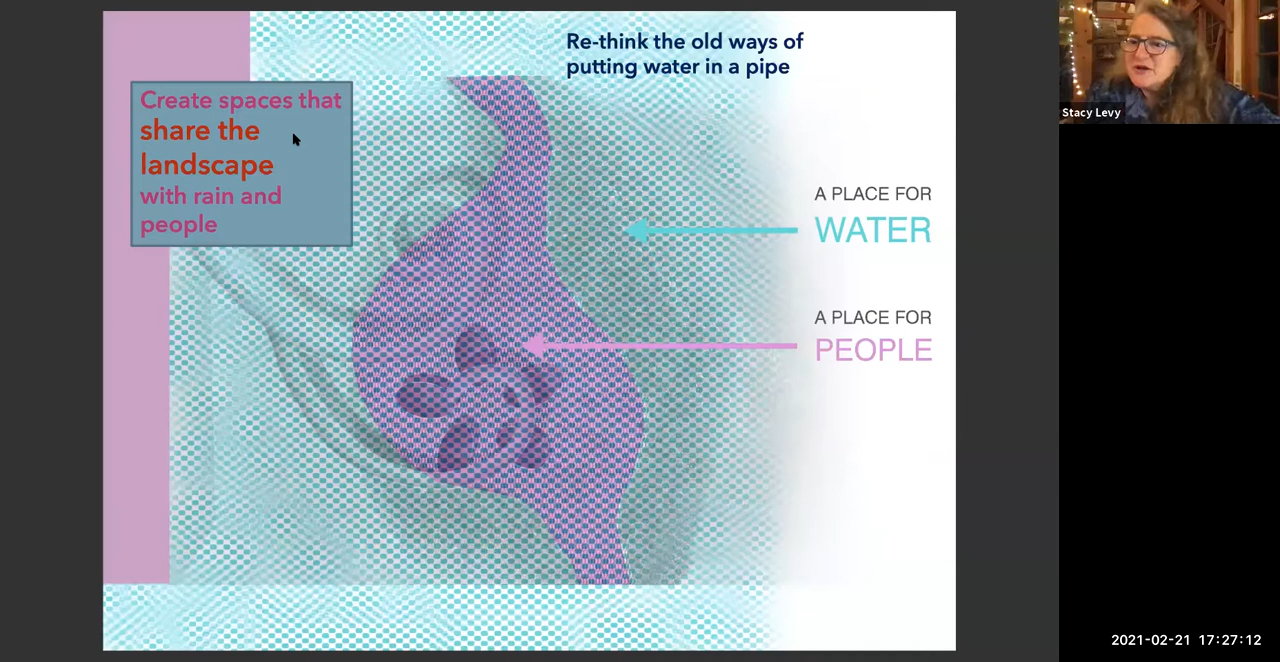 Re-think the old ways of
putting water in a pipe
Create spaces that
share the
landscape
with rain and
people
A PLACE FOR
WATER
A PLACE FOR
PEOPLE
Stacy Levy
2021-02-21 17:27:12